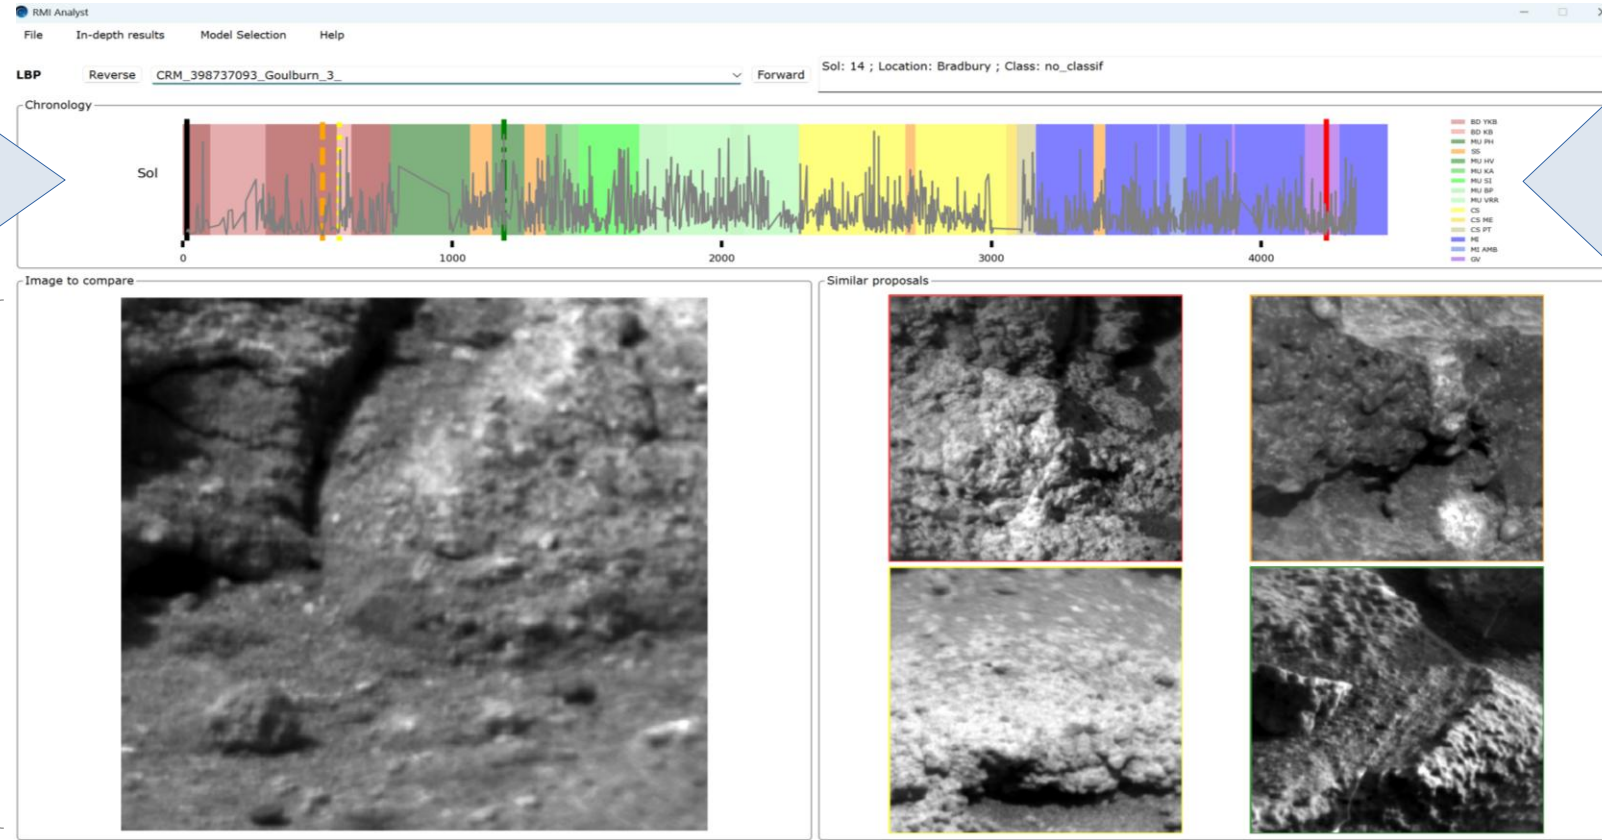 RMI Analyst
File In-depth results Model Selection Help
LBP Reverse CRM_398737093_Goulburn_3_ Forward Sol: 14 ; Location: Bradbury ; Class: no_classif
Chronology
Sol
0 1000 2000 3000 4000
BD YKB
BD KB
MU PH
SS
MU HV
MU KA
MU SI
MU BP
MU VRR
CS
CS ME
CS PT
MI
MI AMB
GV
Image to compare Similar proposals